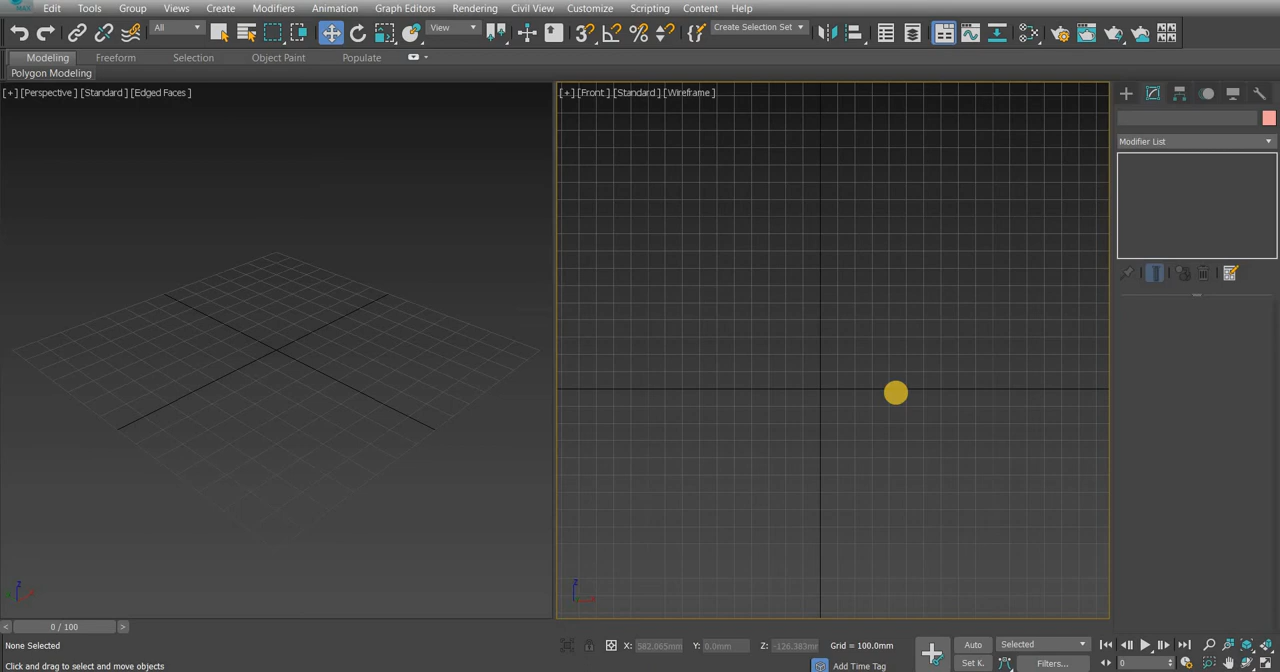 Edit Tools Group Views Create Modifiers Animation Graph Editors Rendering Civil View Customize Scripting Content Help
All View Create Selection Set
Modeling Freeform Selection Object Paint Populate
Polygon Modeling
[+] [Perspective ] [Standard ] [Edged Faces ]
[+] [Front ] [Standard ] [Wireframe ]
Modifier List
z
z
0 / 100
None Selected
X: 582.065mm Y: 0.0mm Z: -126.383mm Grid = 100.0mm
Auto Selected
Click and drag to select and move objects
Add Time Tag
Set K. Filters... 0